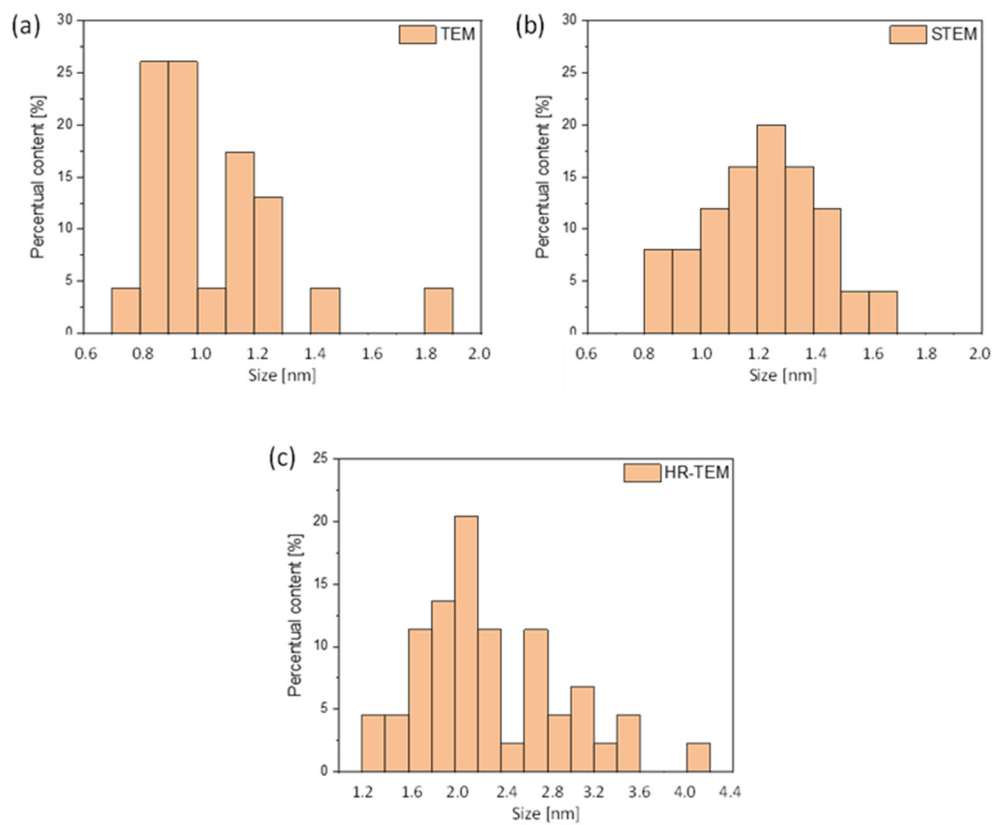 (a)
TEM
Percentual content [%]
30
25
20
15
10
5
0
0.6 0.8 1.0 1.2 1.4 1.6 1.8 2.0
Size [nm]
(b)
STEM
Percentual content [%]
30
25
20
15
10
5
0
0.6 0.8 1.0 1.2 1.4 1.6 1.8 2.0
Size [nm]
(c)
HR-TEM
Percentual content [%]
25
20
15
10
5
0
1.2 1.6 2.0 2.4 2.8 3.2 3.6 4.0 4.4
Size [nm]